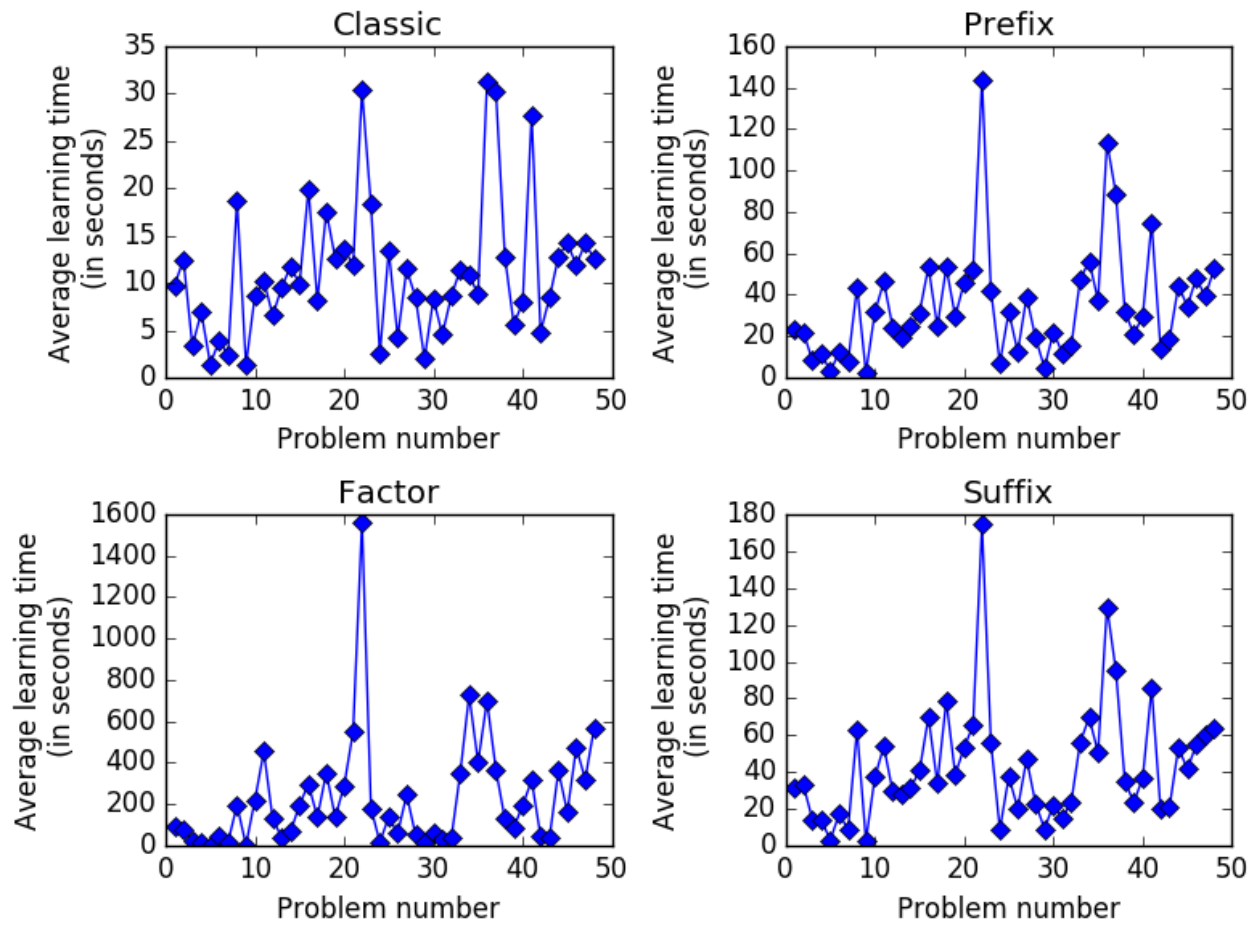 Classic
Average learning time
(in seconds)
35
30
25
20
15
10
5
0
0 10 20 30 40 50
Problem number
Prefix
Average learning time
(in seconds)
160
140
120
100
80
60
40
20
0
0 10 20 30 40 50
Problem number
Factor
Average learning time
(in seconds)
1600
1400
1200
1000
800
600
400
200
0
0 10 20 30 40 50
Problem number
Suffix
Average learning time
(in seconds)
180
160
140
120
100
80
60
40
20
0
0 10 20 30 40 50
Problem number